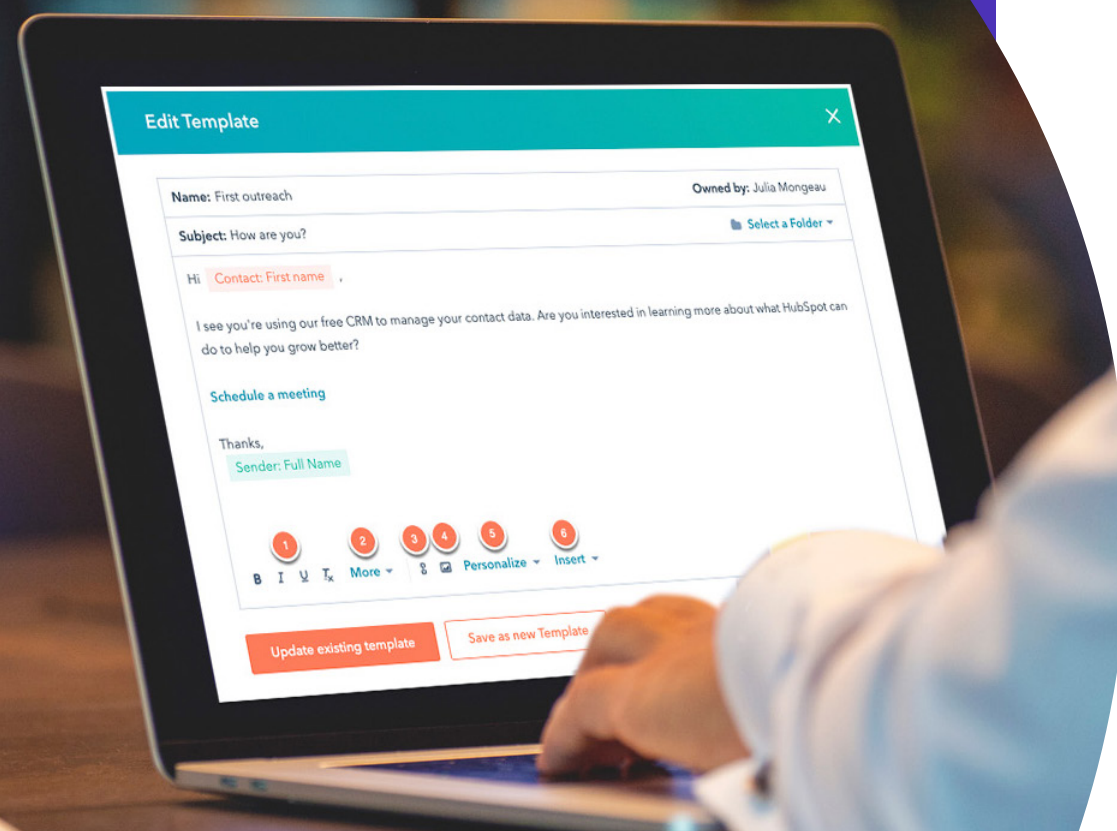 Edit Template
Name: First outreach
Owned by: Julia Mongeau
Subject: How are you?
Select a Folder
Hi Contact: First name ,
I see you're using our free CRM to manage your contact data. Are you interested in learning more about what HubSpot can
do to help you grow better?
Schedule a meeting
Thanks,
Sender: Full Name
1 2 3 4 5 6
B I U Tx More Personalize Insert
Update existing template
Save as new Template